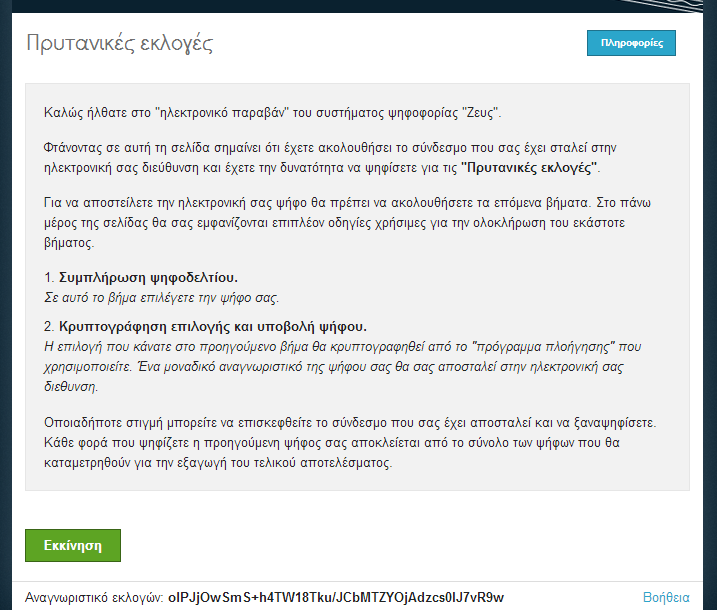 Πρυτανικές εκλογές
Πληροφορίες
Καλώς ήλθατε στο "ηλεκτρονικό παραβάν" του συστήματος ψηφοφορίας "Ζευς".
Φτάνοντας σε αυτή τη σελίδα σημαίνει ότι έχετε ακολουθήσει το σύνδεσμο που σας έχει σταλεί στην
ηλεκτρονική σας διεύθυνση και έχετε την δυνατότητα να ψηφίσετε για τις "Πρυτανικές εκλογές".
Για να αποστείλετε την ηλεκτρονική σας ψήφο θα πρέπει να ακολουθήσετε τα επόμενα βήματα. Στο πάνω
μέρος της σελίδας θα σας εμφανίζονται επιπλέον οδηγίες χρήσιμες για την ολοκλήρωση του εκάστοτε
βήματος.
1. Συμπλήρωση ψηφοδελτίου.
Σε αυτό το βήμα επιλέγετε την ψήφο σας.
2. Κρυπτογράφηση επιλογής και υποβολή ψήφου.
Η επιλογή που κάνατε στο προηγούμενο βήμα θα κρυπτογραφηθεί από το "πρόγραμμα πλοήγησης" που
χρησιμοποιείτε. Ένα μοναδικό αναγνωριστικό της ψήφου σας θα σας αποσταλεί στην ηλεκτρονική σας
διεθυνση.
Οποιαδήποτε στιγμή μπορείτε να επισκεφθείτε το σύνδεσμο που σας έχει αποσταλεί και να ξαναψηφίσετε.
Κάθε φορά που ψηφίζετε η προηγούμενη ψήφος σας αποκλείεται από το σύνολο των ψήφων που θα
καταμετρηθούν για την εξαγωγή του τελικού αποτελέσματος.
Εκκίνηση
Αναγνωριστικό εκλογών: oIPJjOwSmS+h4TW18Tku/JCbMTZYOjAdzcs0IJ7vR9w
Βοήθεια